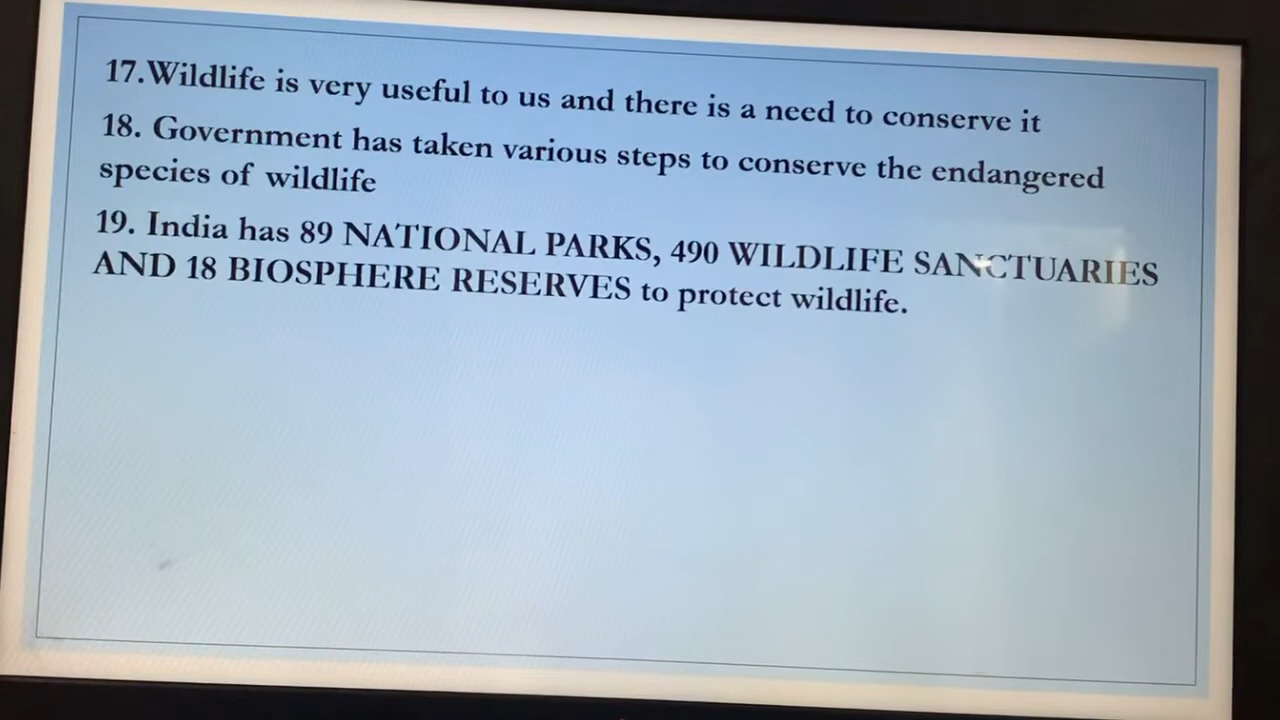 17.Wildlife is very useful to us and there is a need to conserve it
18. Government has taken various steps to conserve the endangered
species of wildlife
19. India has 89 NATIONAL PARKS, 490 WILDLIFE SANCTUARIES
AND 18 BIOSPHERE RESERVES to protect wildlife.